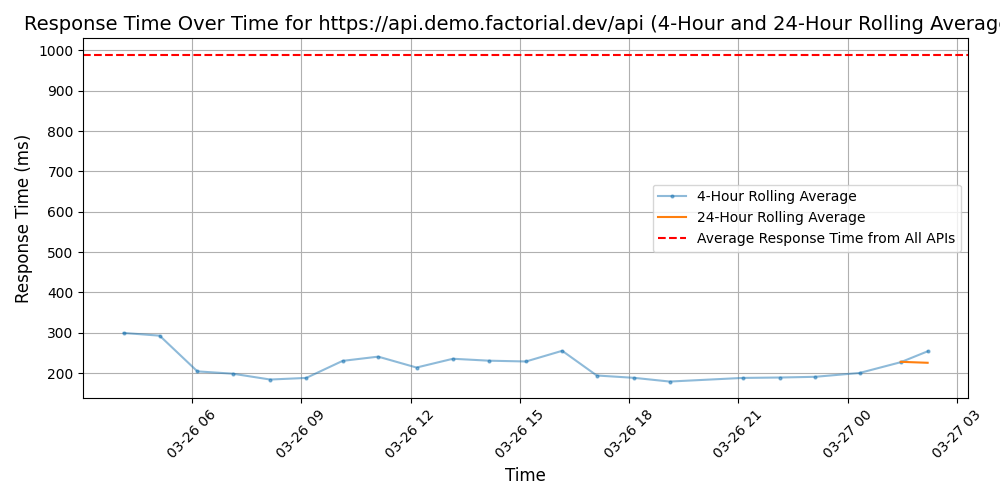 Response Time Over Time for https://api.demo.factorial.dev/api (4-Hour and 24-Hour Rolling Average
Response Time (ms)
1000
900
800
700
600
500
400
300
200
4-Hour Rolling Average
24-Hour Rolling Average
Average Response Time from All APIs
03-26 06
03-26 09
03-26 12
03-26 15
03-26 18
03-26 21
03-27 00
03-27 03
Time